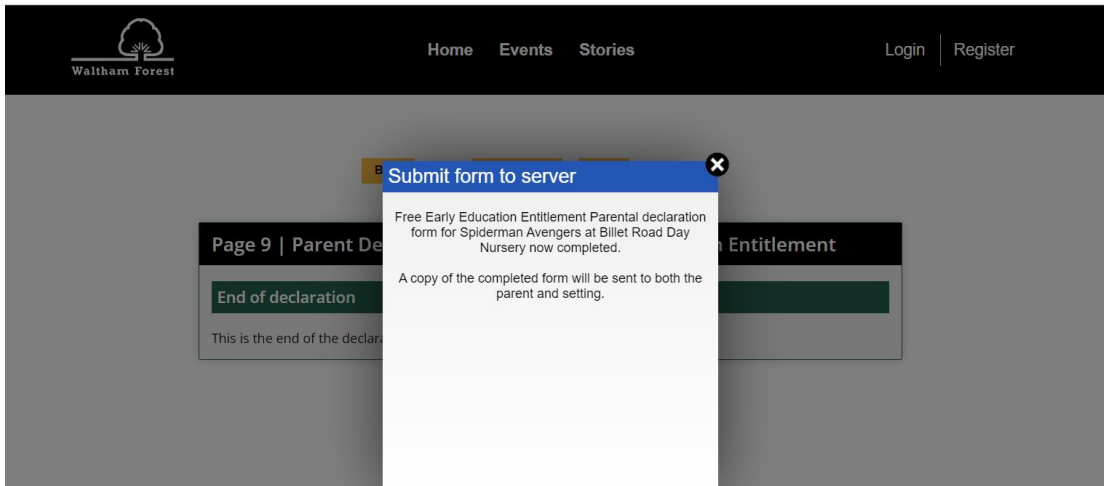 Waltham Forest
Home Events Stories
Login Register
B
Submit form to server
Free Early Education Entitlement Parental declaration
form for Spiderman Avengers at Billet Road Day
Nursery now completed.
A copy of the completed form will be sent to both the
parent and setting.
Page 9 | Parent De
n Entitlement
End of declaration
This is the end of the declara